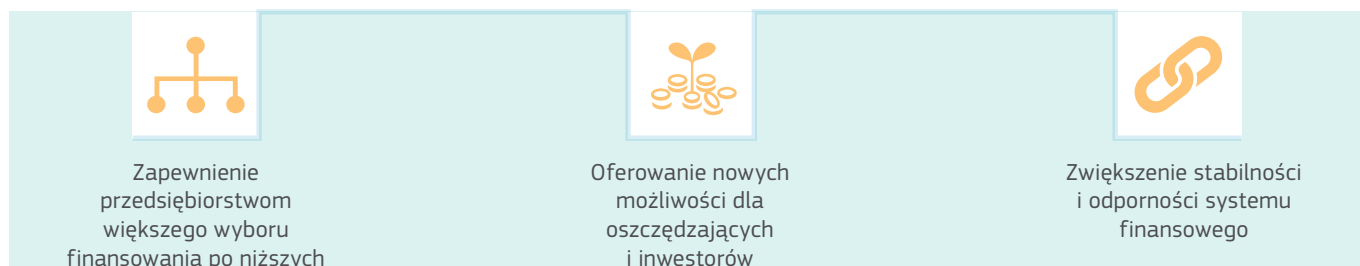 Zapewnienie
przedsiębiorstwom
większego wyboru
finansowania po niższych
Oferowanie nowych
możliwości dla
oszczędzających
i inwestorów
Zwiększenie stabilności
i odporności systemu
finansowego